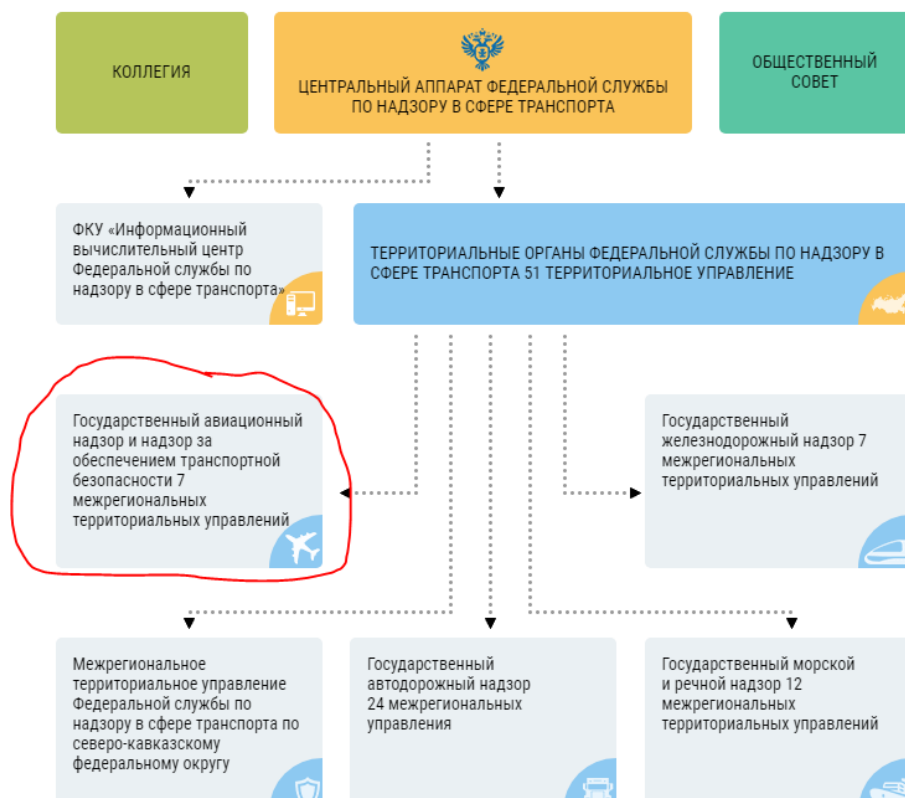 КОЛЛЕГИЯ
ЦЕНТРАЛЬНЫЙ АППАРАТ ФЕДЕРАЛЬНОЙ СЛУЖБЫ
ПО НАДЗОРУ В СФЕРЕ ТРАНСПОРТА
ОБЩЕСТВЕННЫЙ
СОВЕТ
ФКУ «Информационный
вычислительный центр
Федеральной службы по
надзору в сфере транспорта»
ТЕРРИТОРИАЛЬНЫЕ ОРГАНЫ ФЕДЕРАЛЬНОЙ СЛУЖБЫ ПО НАДЗОРУ В
СФЕРЕ ТРАНСПОРТА 51 ТЕРРИТОРИАЛЬНОЕ УПРАВЛЕНИЕ
Государственный авиационный
надзор и надзор за
обеспечением транспортной
безопасности 7
межрегиональных
территориальных управлений
Государственный
железнодорожный надзор 7
межрегиональных
территориальных управлений
Межрегиональное
территориальное управление
Федеральной службы по
надзору в сфере транспорта по
северо-кавказскому
федеральному округу
Государственный
автодорожный надзор
24 межрегиональных
управления
Государственный морской
и речной надзор 12
межрегиональных
территориальных управлений